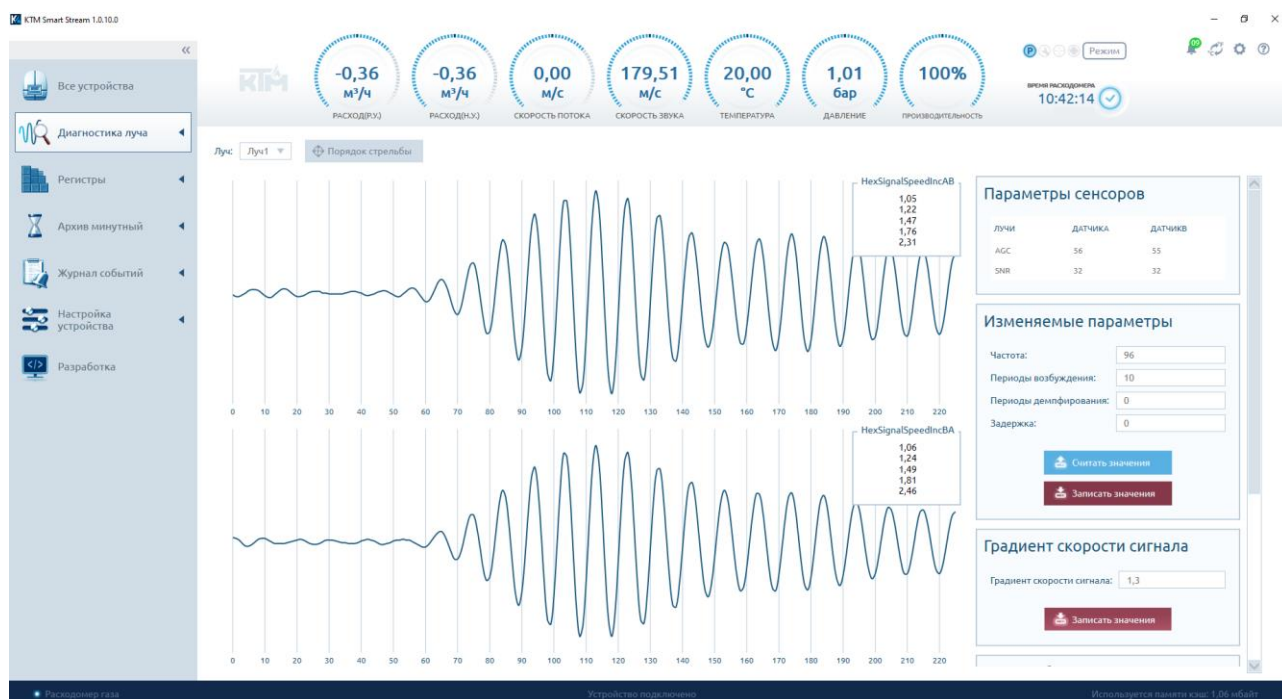 KTM Smart Stream 1.0.10.0
«
Все устройства
Диагностика луча
Регистры
Архив минутный
Журнал событий
Настройка
устройства
Разработка
КТМ
-0,36
м³/ч
РАСХОД(Р.У.)
-0,36
м³/ч
РАСХОД(Н.У.)
0,00
м/с
СКОРОСТЬ ПОТОКА
179,51
м/с
СКОРОСТЬ ЗВУКА
20,00
°C
ТЕМПЕРАТУРА
1,01
бар
ДАВЛЕНИЕ
100%
ПРОИЗВОДИТЕЛЬНОСТЬ
P Режим
09
ВРЕМЯ РАСХОДОМЕРА
10:42:14
Луч: Луч1 Порядок стрельбы
HexSignalSpeedIncAB
1,05
1,22
1,47
1,76
2,31
0 10 20 30 40 50 60 70 80 90 100 110 120 130 140 150 160 170 180 190 200 210 220
HexSignalSpeedIncBA
1,06
1,24
1,49
1,81
2,46
0 10 20 30 40 50 60 70 80 90 100 110 120 130 140 150 160 170 180 190 200 210 220
Параметры сенсоров
ЛУЧИ ДАТЧИКА ДАТЧИКВ
AGC 56 55
SNR 32 32
Изменяемые параметры
Частота: 96
Периоды возбуждения: 10
Периоды демпфирования: 0
Задержка: 0
Считать значения
Записать значения
Градиент скорости сигнала
Градиент скорости сигнала: 1,3
Записать значения
Расходомер газа
Устройство подключено
Используется памяти кэш: 1,06 мбайт